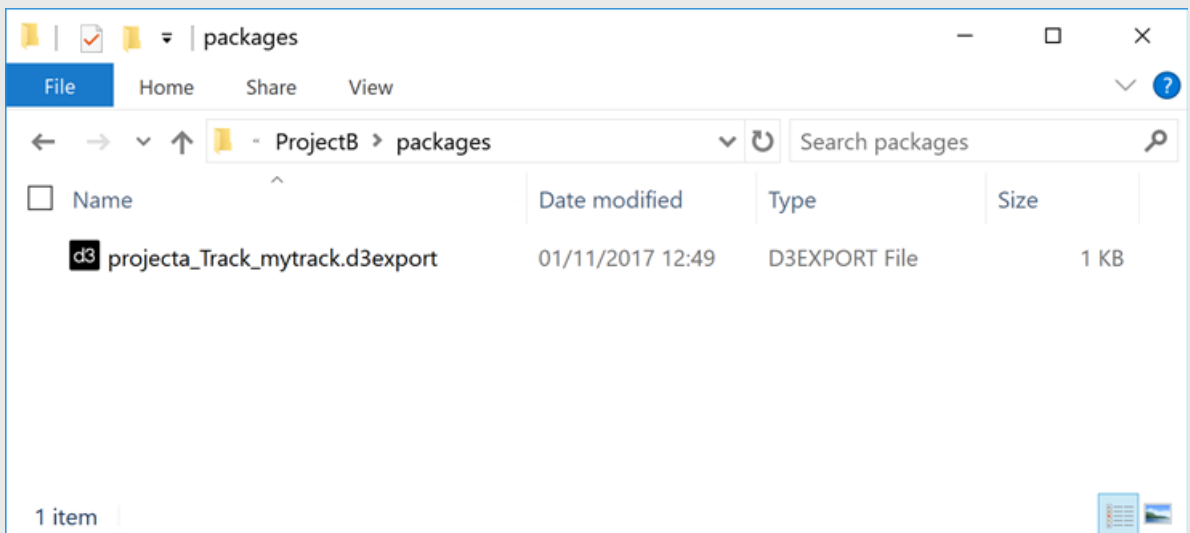 packages
File Home Share View ?
ProjectB > packages Search packages
Name Date modified Type Size
d3 projecta_Track_mytrack.d3export 01/11/2017 12:49 D3EXPORT File 1 KB
1 item